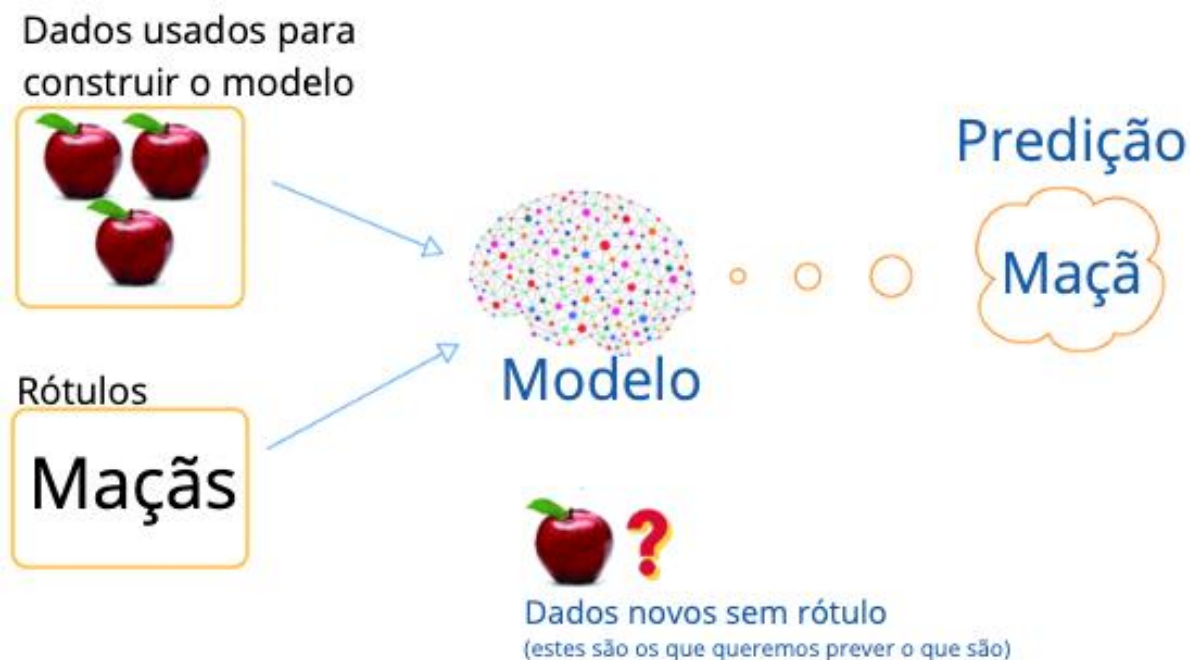 Dados usados para
construir o modelo
Rótulos
Maçãs
Modelo
Predição
Maçã
?
Dados novos sem rótulo
(estes são os que queremos prever o que são)